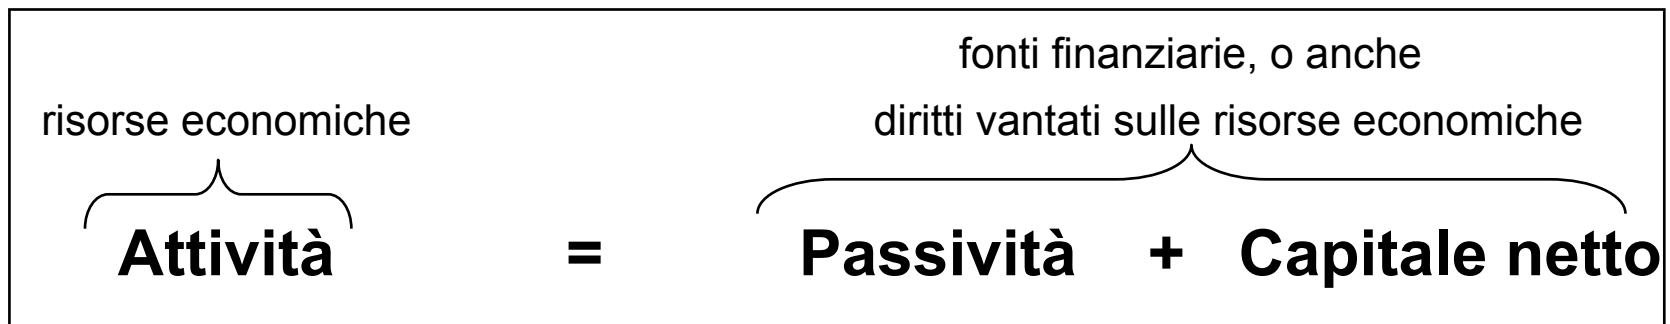 fonti finanziarie, o anche
risorse economiche diritti vantati sulle risorse economiche
Attività = Passività + Capitale netto